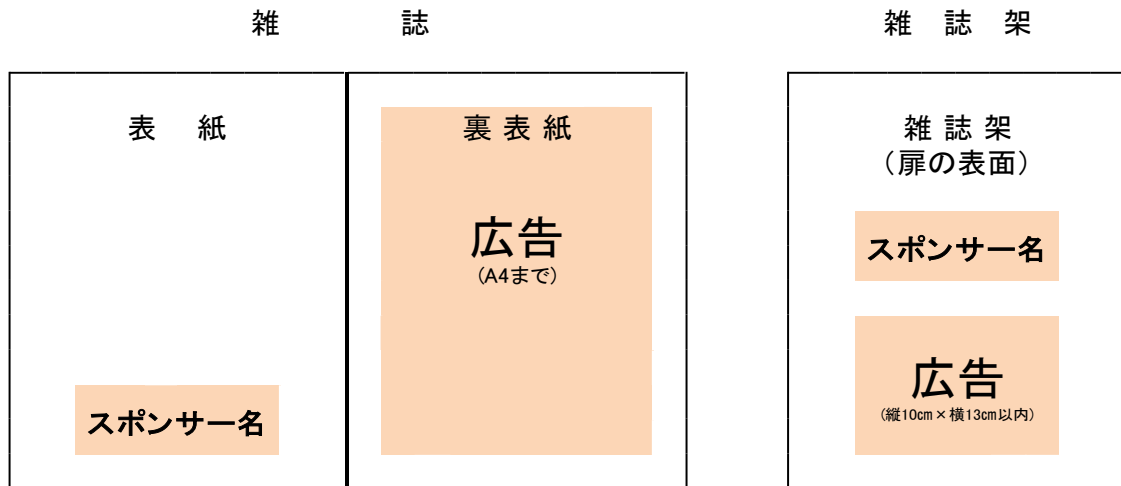 雑誌
表紙
スポンサー名
裏表紙
広告
(A4まで)
雑誌架
雑誌架
(扉の表面)
スポンサー名
広告
(縦10cm×横13cm以内)